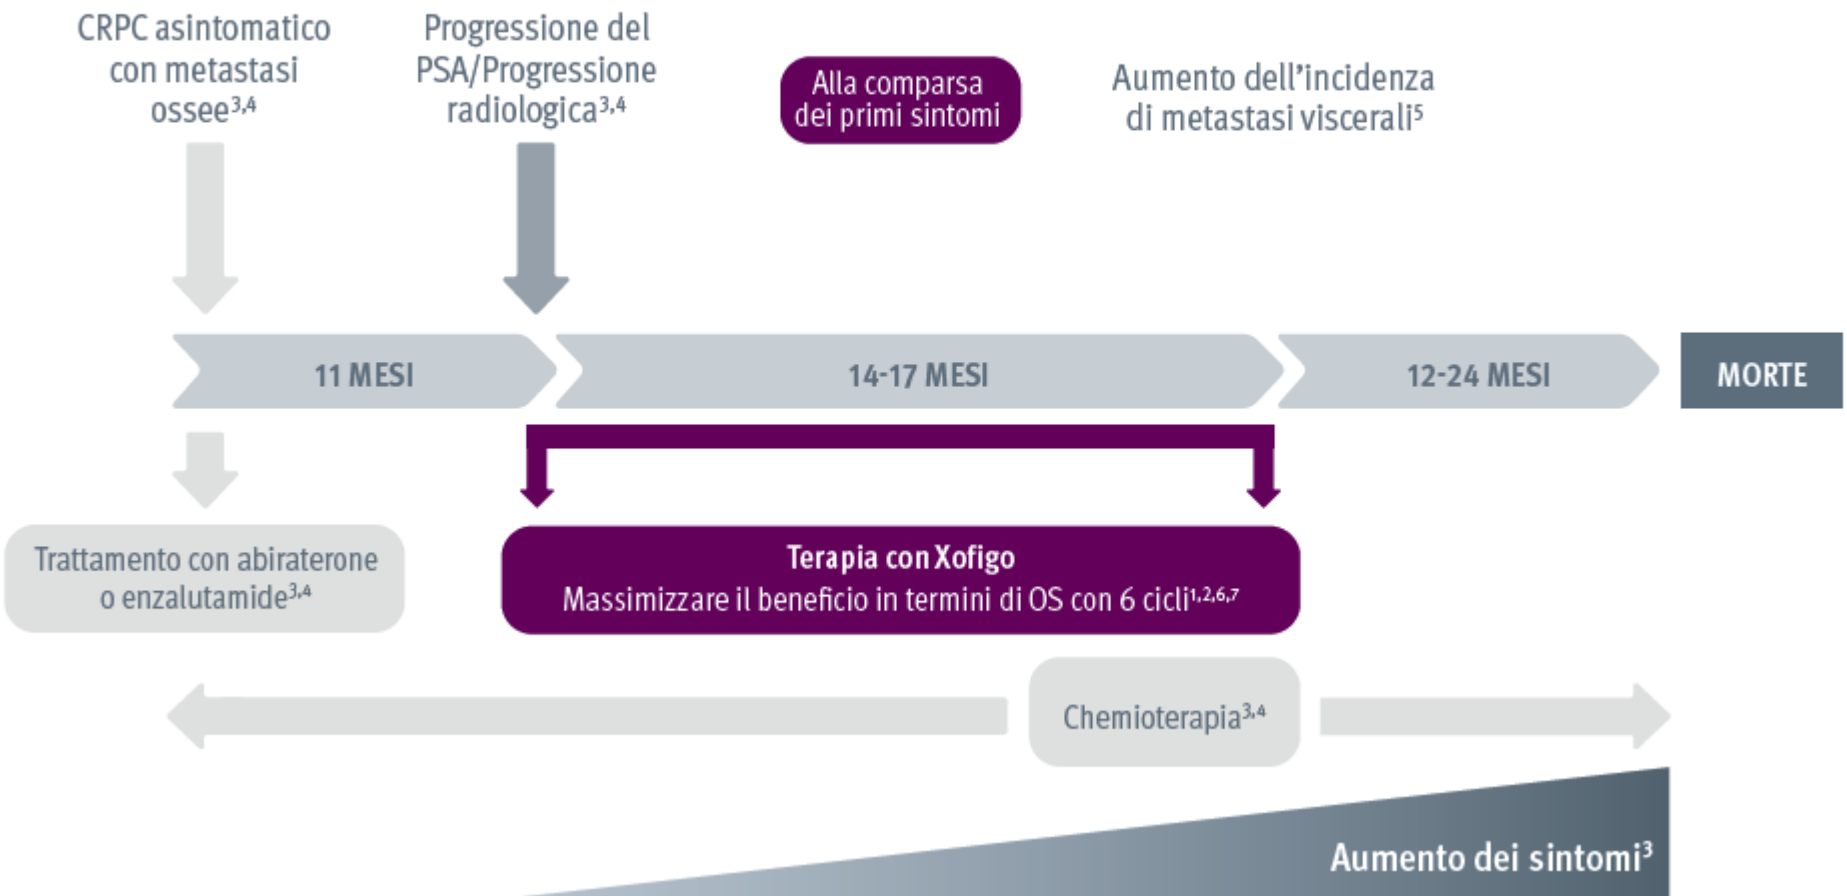 CRPC asintomatico
con metastasi
ossee³,⁴
Progressione del
PSA/Progressione
radiologica³,⁴
Alla comparsa
dei primi sintomi
Aumento dell'incidenza
di metastasi viscerali⁵
11 MESI
14-17 MESI
12-24 MESI
MORTE
Trattamento con abiraterone
o enzalutamide³,⁴
Terapia con Xofigo
Massimizzare il beneficio in termini di OS con 6 cicli¹,²,⁶,⁷
Chemioterapia³,⁴
Aumento dei sintomi³